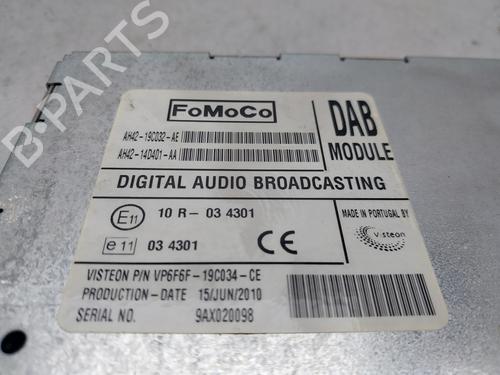 B-PARTS
FoMoCo
DAB
MODULE
AH42-19C032-AE
AH42-14D401-AA
DIGITAL AUDIO BROADCASTING
E11 10 R-03 4301
e 11 03 4301
CE
MADE IN PORTUGAL BY
visteon
VISTEON P/N VP6F6F-19C034-CE
PRODUCTION-DATE 15/JUN/2010
SERIAL NO. 9AX020098